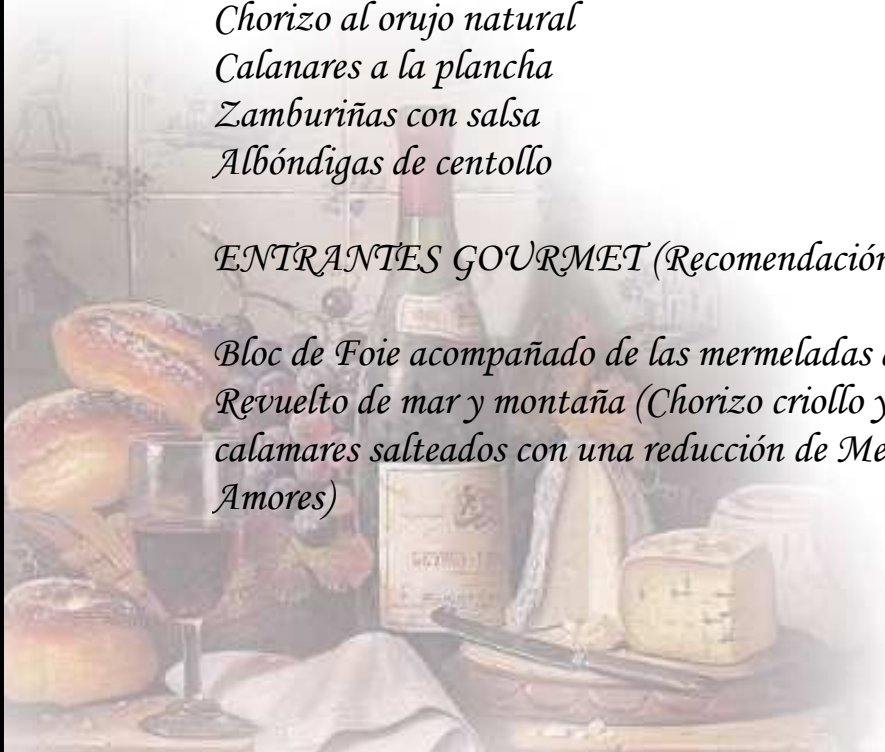 Chorizo al orujo natural
Calanares a la plancha
Zamburiñas con salsa
Albóndigas de centollo
ENTRANTES GOURMET (Recomendación
Bloc de Foie acompañado de las mermeladas
Revuelto de mar y montaña (Chorizo criollo y
calamares salteados con una reducción de Me
Amores)